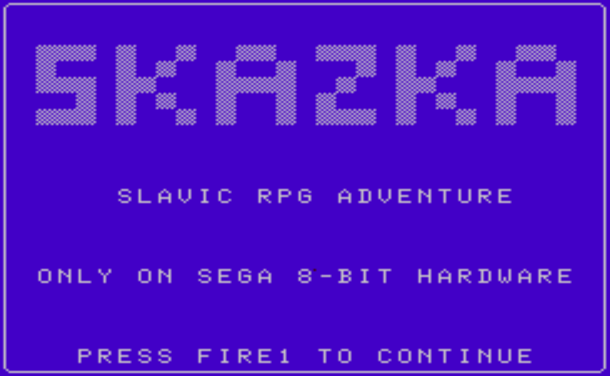 SKAZKA
SLAVIC RPG ADVENTURE
ONLY ON SEGA 8-BIT HARDWARE
PRESS FIRE1 TO CONTINUE